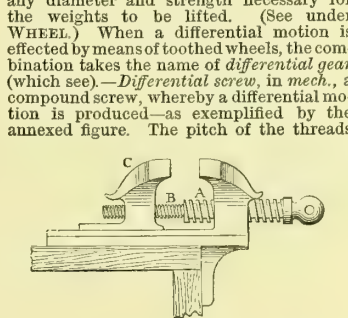 any diameter and strength necessary for
the weights to be lifted. (See under
WHEEL.) When a differential motion is
effected by means of toothed wheels, the com-
bination takes the name of differential gear
(which see).—Differential screw, in mech., a
compound screw, whereby a differential mo-
tion is produced—as exemplified by the
annexed figure. The pitch of the threads
C
B A